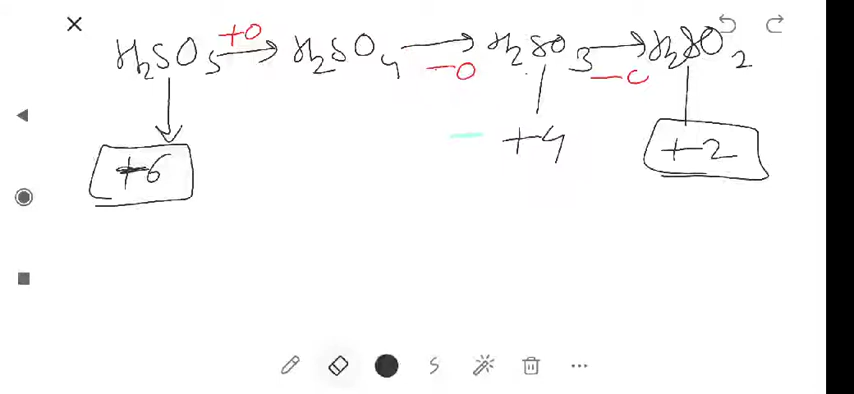 H₂SO₅ +O→ H₂SO₄ -O→ H₂SO₃ -O→ H₂SO₂
+6 +4 +2